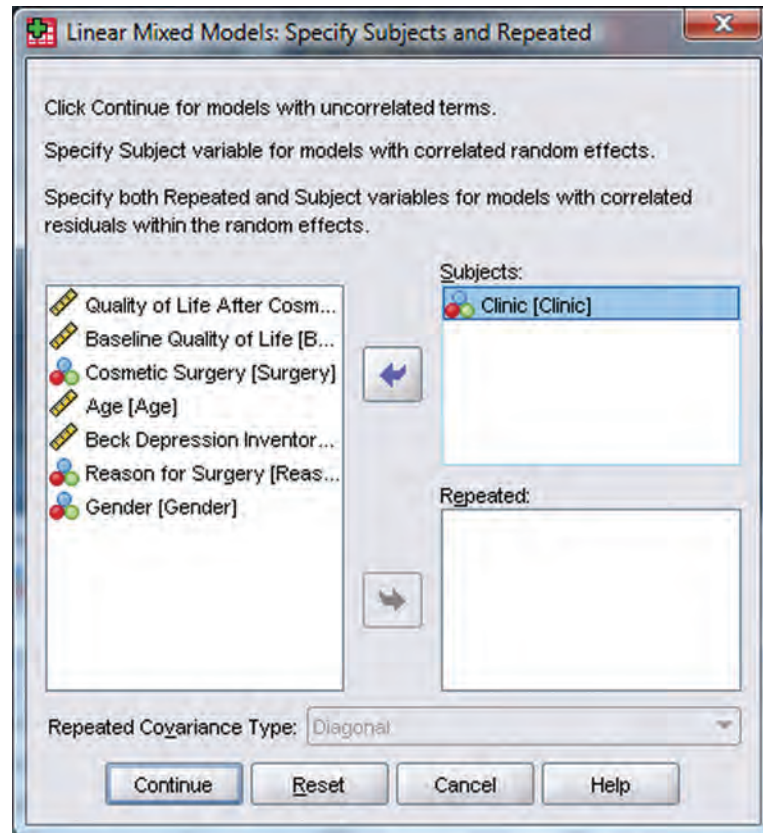 Linear Mixed Models: Specify Subjects and Repeated
Click Continue for models with uncorrelated terms.
Specify Subject variable for models with correlated random effects.
Specify both Repeated and Subject variables for models with correlated
residuals within the random effects.
Quality of Life After Cosm...
Baseline Quality of Life [B...
Cosmetic Surgery [Surgery]
Age [Age]
Beck Depression Inventor...
Reason for Surgery [Reas...
Gender [Gender]
Subjects:
Clinic [Clinic]
Repeated:
Repeated Covariance Type: Diagonal
Continue Reset Cancel Help